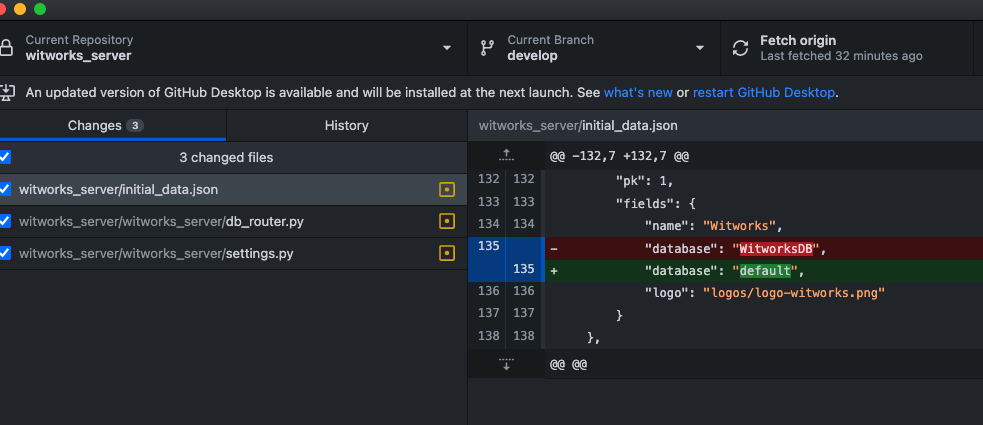 Current Repository
witworks_server
Current Branch
develop
Fetch origin
Last fetched 32 minutes ago
An updated version of GitHub Desktop is available and will be installed at the next launch. See what's new or restart GitHub Desktop.
Changes 3
History
witworks_server/initial_data.json
3 changed files
witworks_server/initial_data.json
witworks_server/witworks_server/db_router.py
witworks_server/witworks_server/settings.py
@@ -132,7 +132,7 @@
132 132 "pk": 1,
133 133 "fields": {
134 134 "name": "Witworks",
135 - "database": "WitworksDB",
135 + "database": "default",
136 136 "logo": "logos/logo-witworks.png"
137 137 }
138 138 },
@@ @@